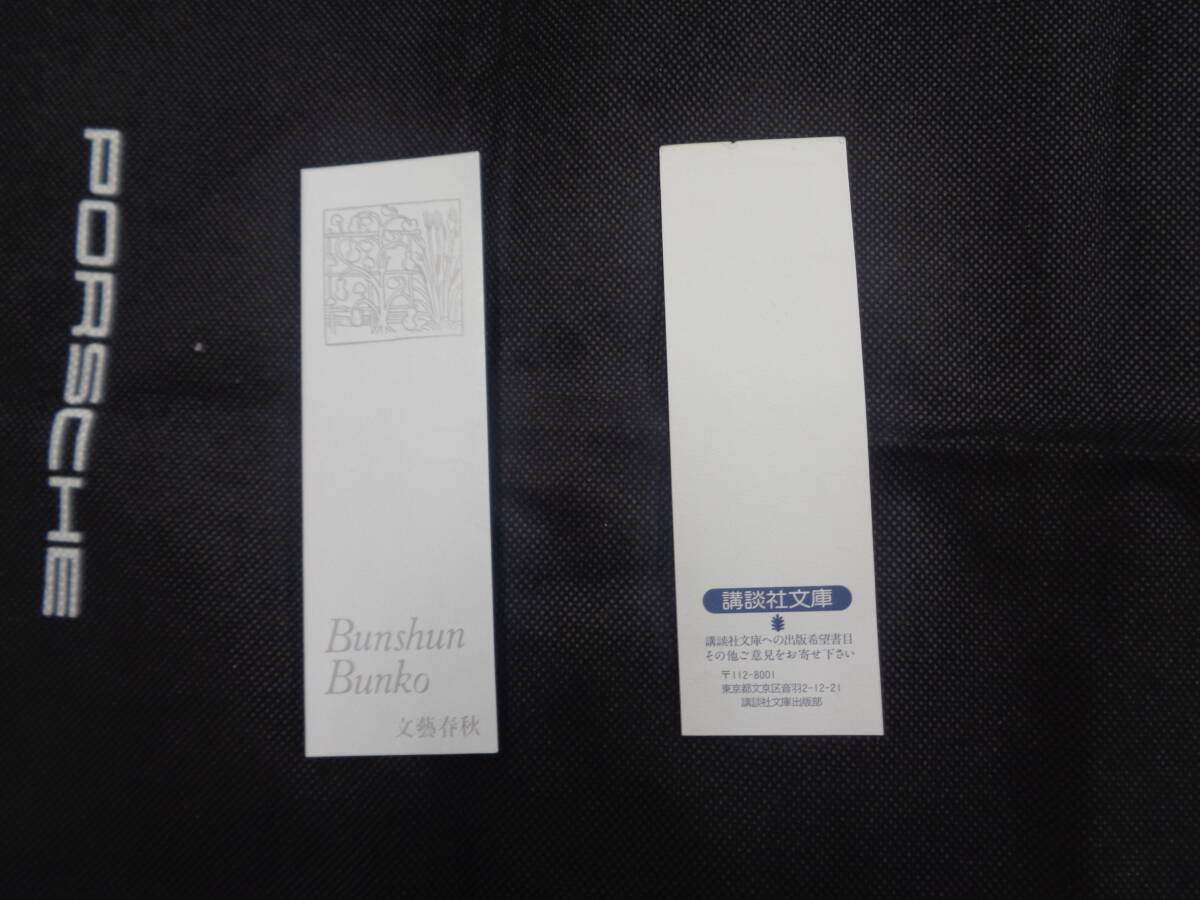 PORSCHE
Bunshun
Bunko
文藝春秋
講談社文庫
講談社文庫への出版希望書目
その他ご意見をお寄せ下さい
〒112-8001
東京都文京区音羽2-12-21
講談社文庫出版部